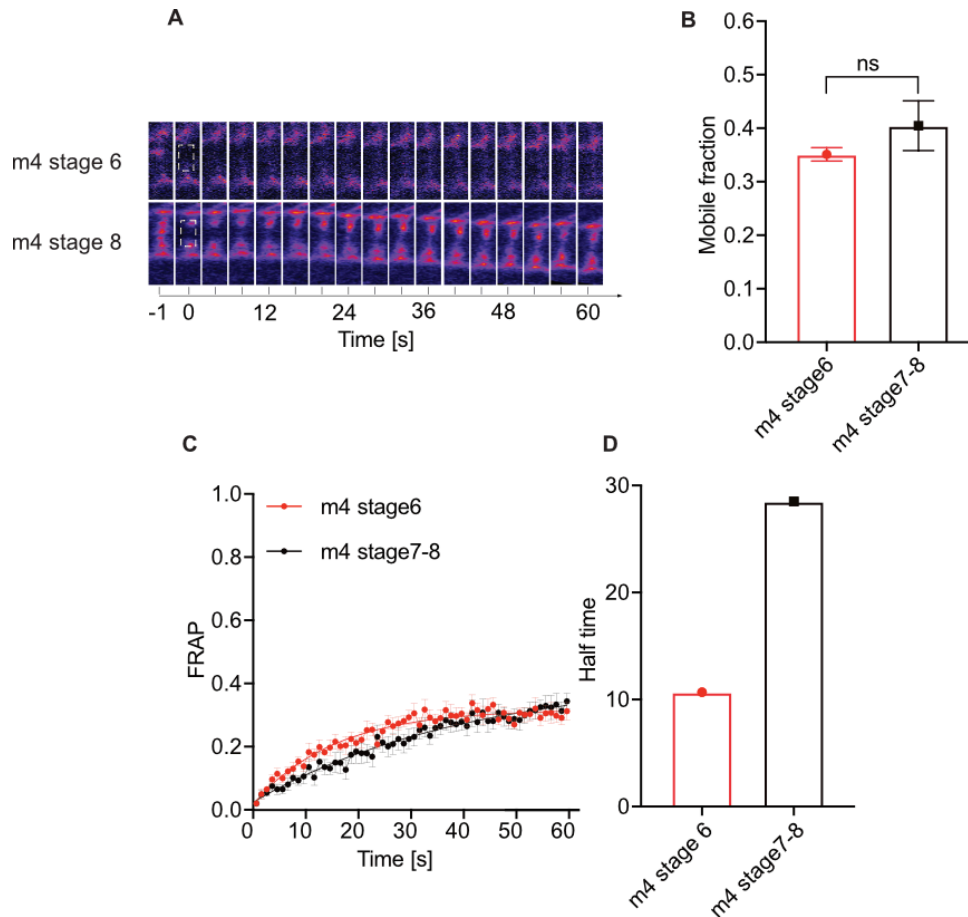 A
m4 stage 6
m4 stage 8
-1 0 12 24 36 48 60
Time [s]
B
0.6
0.5
0.4
0.3
0.2
0.1
0.0
Mobile fraction
ns
m4 stage6
m4 stage7-8
C
1.0
0.8
0.6
0.4
0.2
0.0
FRAP
m4 stage6
m4 stage7-8
0 10 20 30 40 50 60
Time [s]
D
30
20
10
0
Half time
m4 stage 6
m4 stage7-8